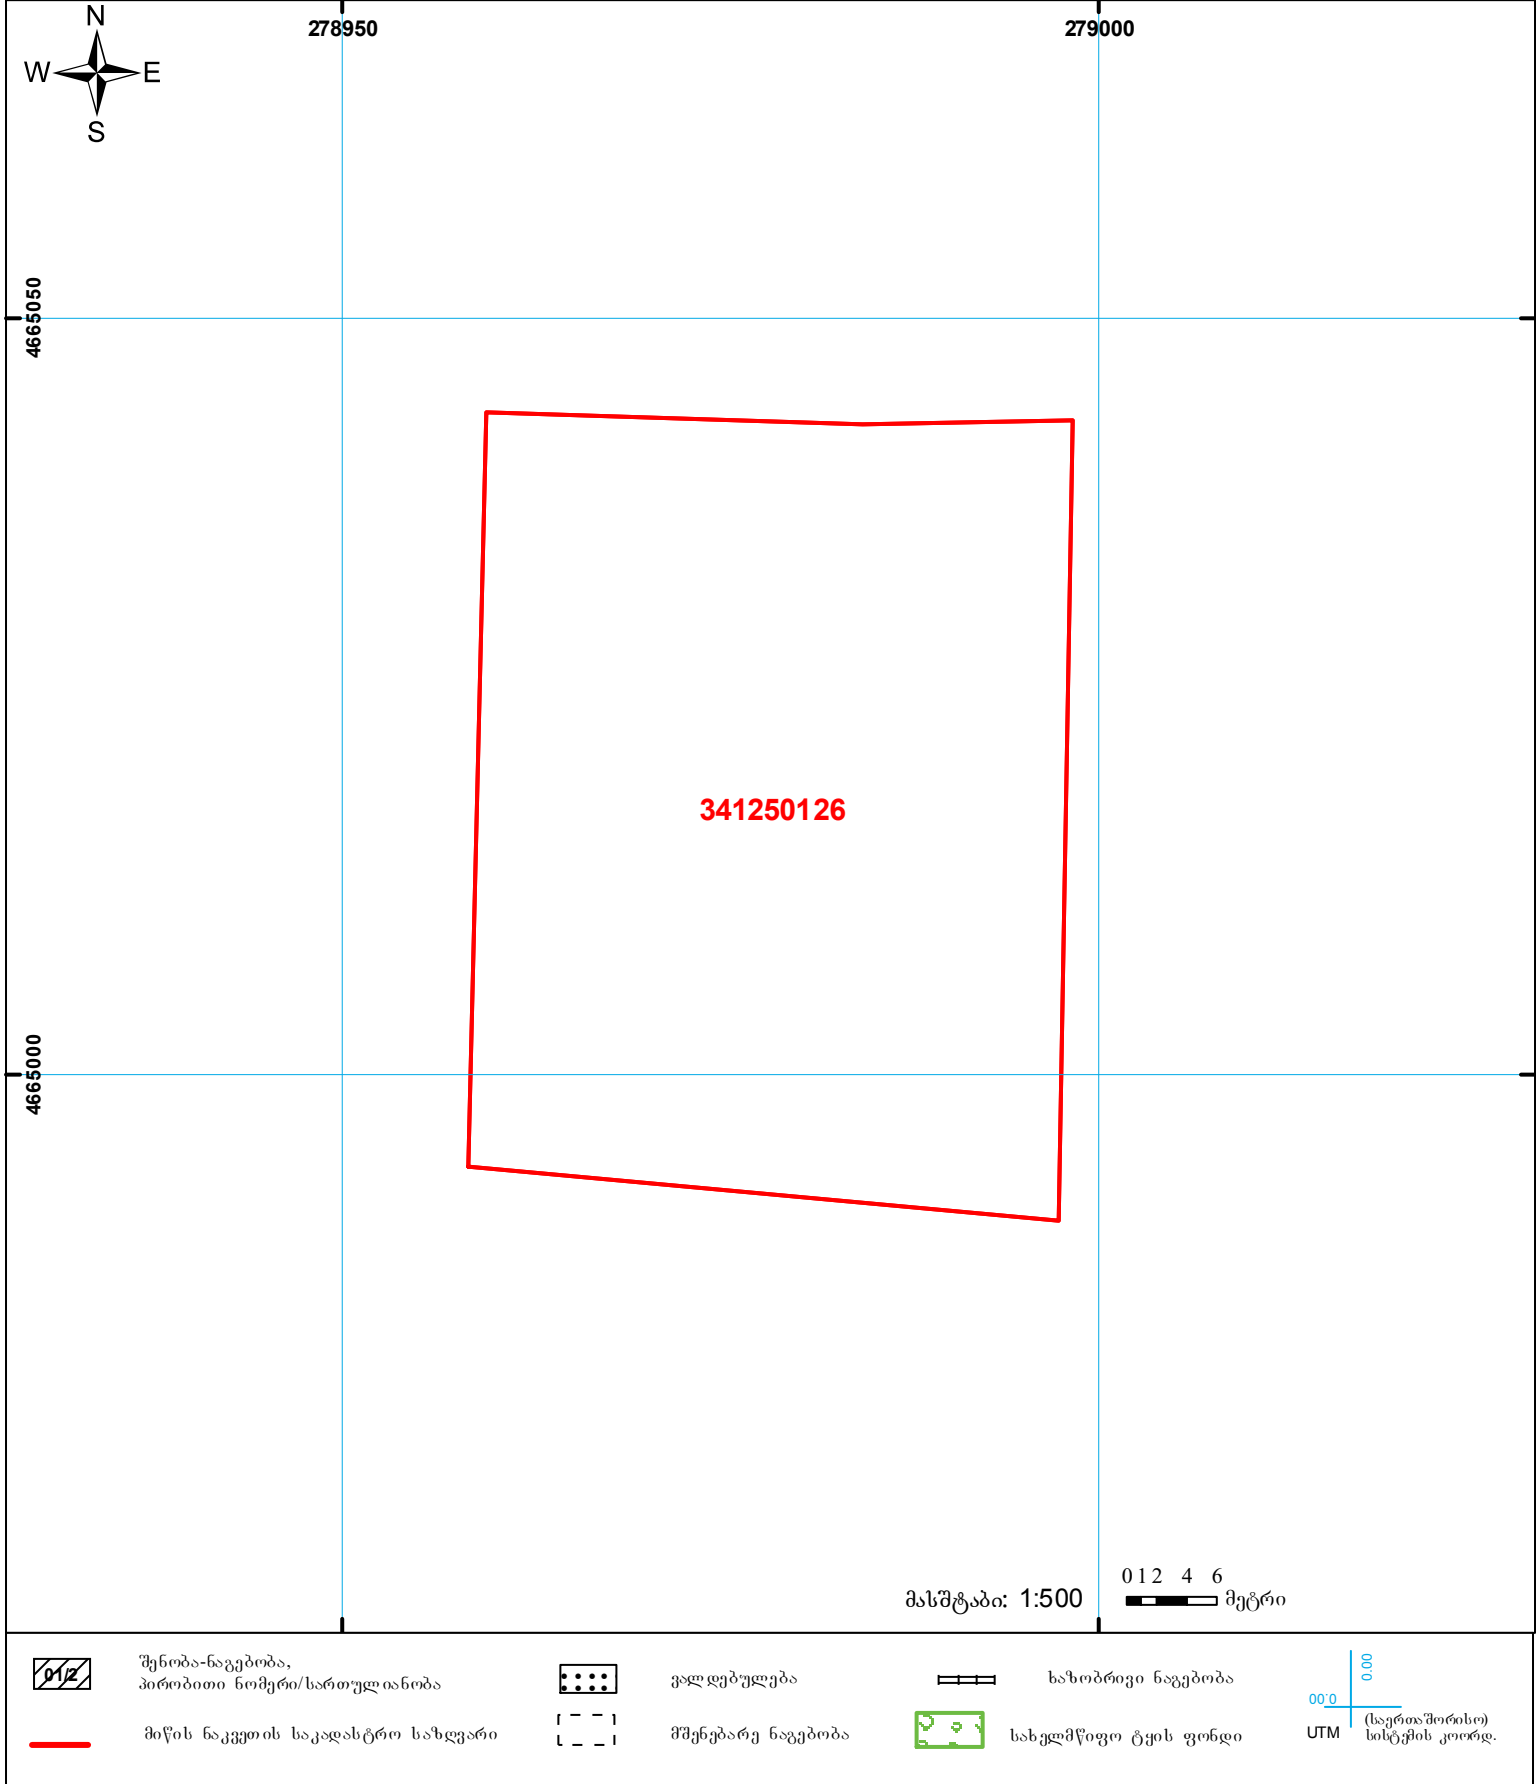 N
W E
S
278950
279000
4665050
4665000
341250126
მასშტაბი: 1:500
0 1 2 4 6
მეტრი
01/2
შენობა-ნაგებობა,
პირობითი ნომერი/სართულიანობა
ვალდებულება
ხაზობრივი ნაგებობა
მიწის ნაკვეთის საკადასტრო საზღვარი
მშენებარე ნაგებობა
სახელმწიფო ტყის ფონდი
0.00
00.0
UTM
(საერთაშორისო)
სისტემის კოორდ.